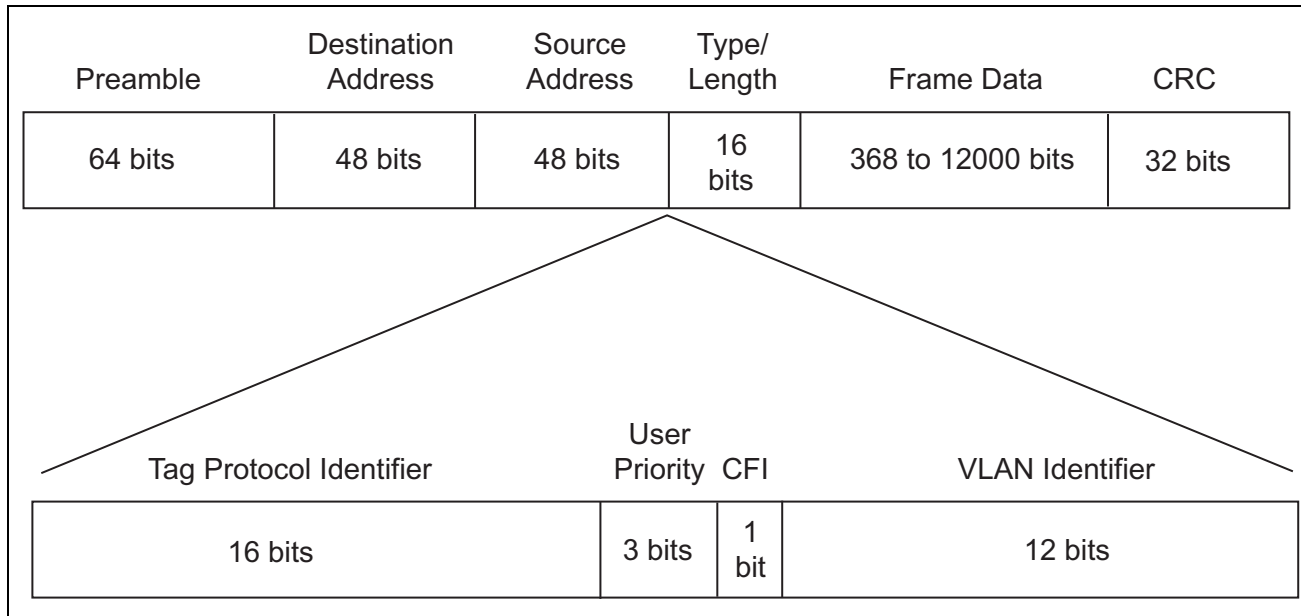 Preamble
Destination
Address
Source
Address
Type/
Length
Frame Data
CRC
64 bits
48 bits
48 bits
16
bits
368 to 12000 bits
32 bits
Tag Protocol Identifier
User
Priority
CFI
VLAN Identifier
16 bits
3 bits
1
bit
12 bits